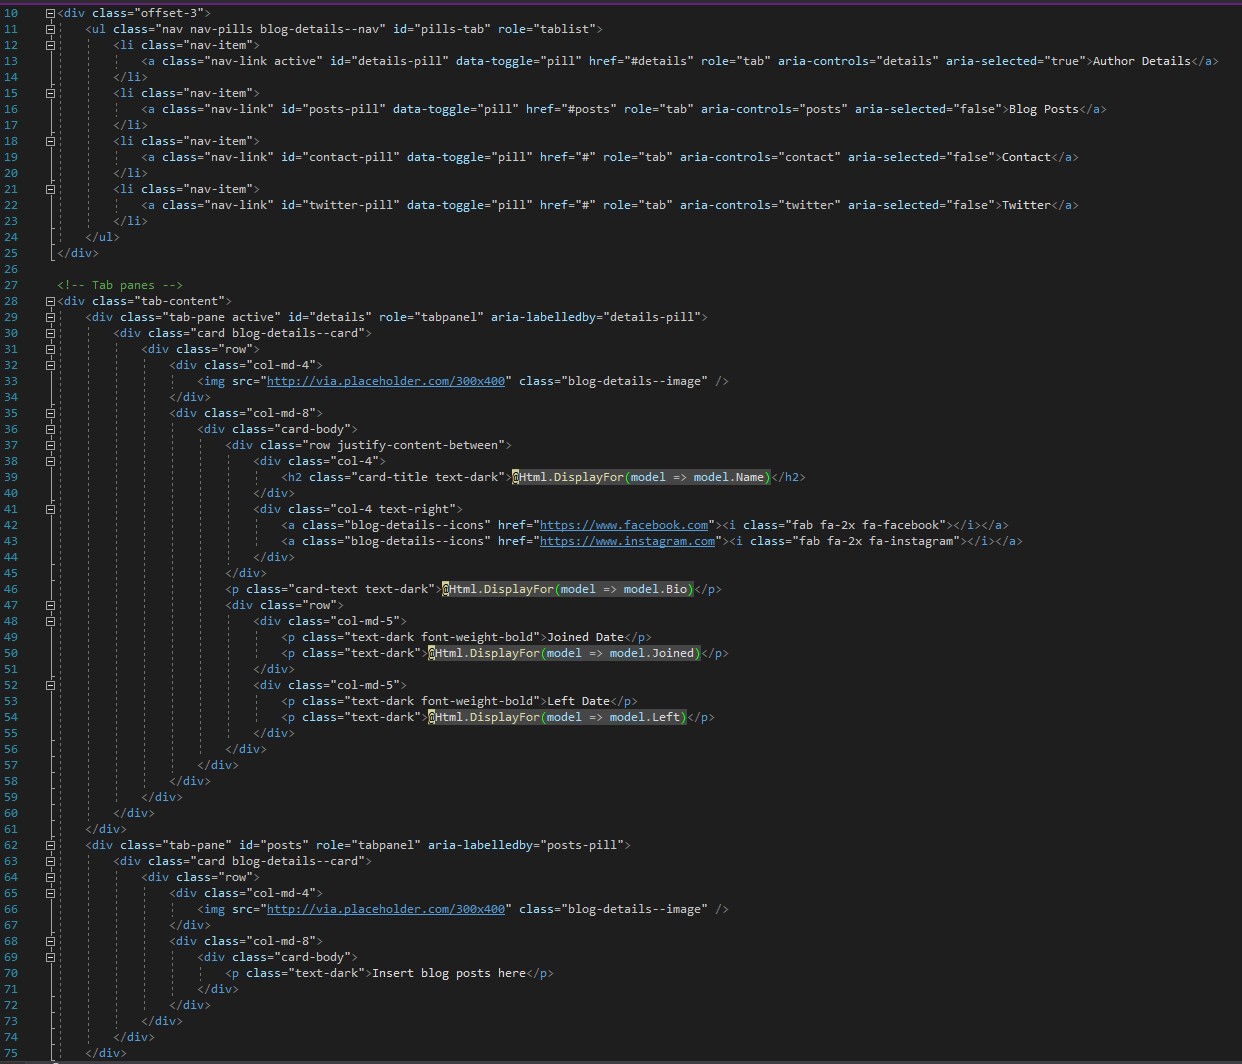 10 <div class="offset-3">
11 <ul class="nav nav-pills blog-details--nav" id="pills-tab" role="tablist">
12 <li class="nav-item">
13 <a class="nav-link active" id="details-pill" data-toggle="pill" href="#details" role="tab" aria-controls="details" aria-selected="true">Author Details</a>
14 </li>
15 <li class="nav-item">
16 <a class="nav-link" id="posts-pill" data-toggle="pill" href="#posts" role="tab" aria-controls="posts" aria-selected="false">Blog Posts</a>
17 </li>
18 <li class="nav-item">
19 <a class="nav-link" id="contact-pill" data-toggle="pill" href="#" role="tab" aria-controls="contact" aria-selected="false">Contact</a>
20 </li>
21 <li class="nav-item">
22 <a class="nav-link" id="twitter-pill" data-toggle="pill" href="#" role="tab" aria-controls="twitter" aria-selected="false">Twitter</a>
23 </li>
24 </ul>
25 </div>
26
27 <!-- Tab panes -->
28 <div class="tab-content">
29 <div class="tab-pane active" id="details" role="tabpanel" aria-labelledby="details-pill">
30 <div class="card blog-details--card">
31 <div class="row">
32 <div class="col-md-4">
33 <img src="http://via.placeholder.com/300x400" class="blog-details--image" />
34 </div>
35 <div class="col-md-8">
36 <div class="card-body">
37 <div class="row justify-content-between">
38 <div class="col-4">
39 <h2 class="card-title text-dark">@Html.DisplayFor(model => model.Name)</h2>
40 </div>
41 <div class="col-4 text-right">
42 <a class="blog-details--icons" href="https://www.facebook.com"><i class="fab fa-2x fa-facebook"></i></a>
43 <a class="blog-details--icons" href="https://www.instagram.com"><i class="fab fa-2x fa-instagram"></i></a>
44 </div>
45 </div>
46 <p class="card-text text-dark">@Html.DisplayFor(model => model.Bio)</p>
47 <div class="row">
48 <div class="col-md-5">
49 <p class="text-dark font-weight-bold">Joined Date</p>
50 <p class="text-dark">@Html.DisplayFor(model => model.Joined)</p>
51 </div>
52 <div class="col-md-5">
53 <p class="text-dark font-weight-bold">Left Date</p>
54 <p class="text-dark">@Html.DisplayFor(model => model.Left)</p>
55 </div>
56 </div>
57 </div>
58 </div>
59 </div>
60 </div>
61 </div>
62 <div class="tab-pane" id="posts" role="tabpanel" aria-labelledby="posts-pill">
63 <div class="card blog-details--card">
64 <div class="row">
65 <div class="col-md-4">
66 <img src="http://via.placeholder.com/300x400" class="blog-details--image" />
67 </div>
68 <div class="col-md-8">
69 <div class="card-body">
70 <p class="text-dark">Insert blog posts here</p>
71 </div>
72 </div>
73 </div>
74 </div>
75 </div>